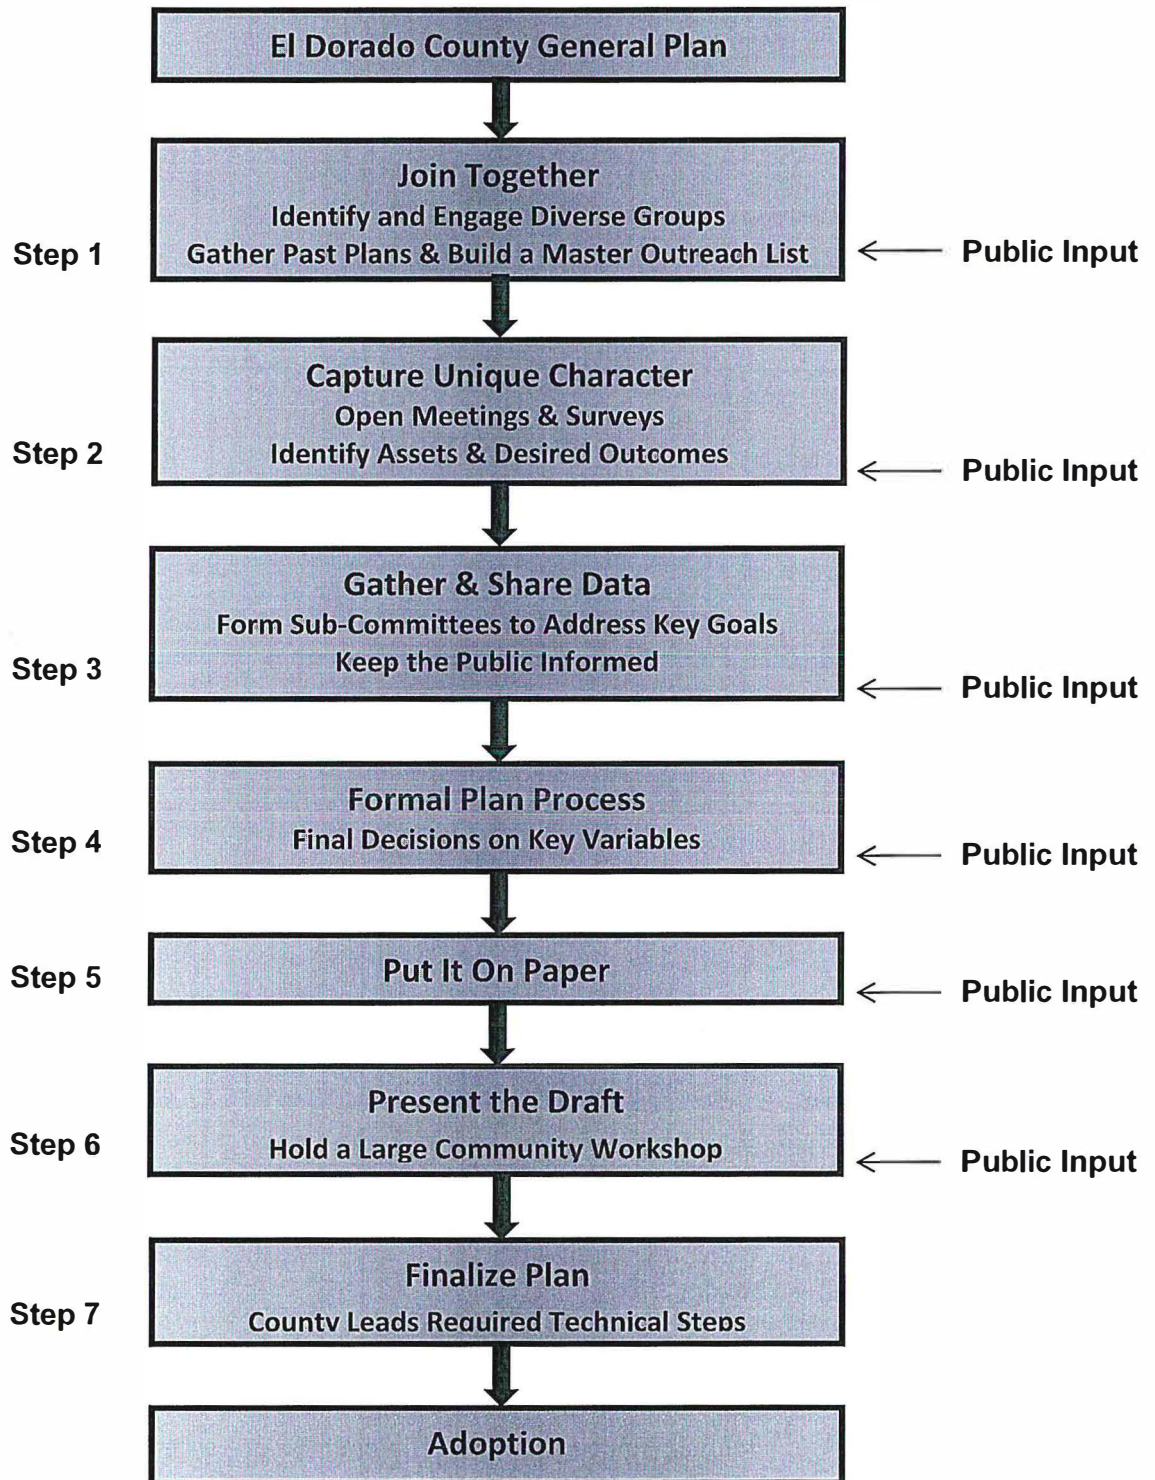 El Dorado County General Plan
Join Together
Identify and Engage Diverse Groups
Step 1
Gather Past Plans & Build a Master Outreach List
Public Input
Capture Unique Character
Open Meetings & Surveys
Step 2
Identify Assets & Desired Outcomes
Public Input
Gather & Share Data
Form Sub-Committees to Address Key Goals
Step 3
Keep the Public Informed
Public Input
Formal Plan Process
Step 4
Final Decisions on Key Variables
Public Input
Step 5
Put It On Paper
Public Input
Present the Draft
Step 6
Hold a Large Community Workshop
Public Input
Finalize Plan
Step 7
County Leads Required Technical Steps
Adoption